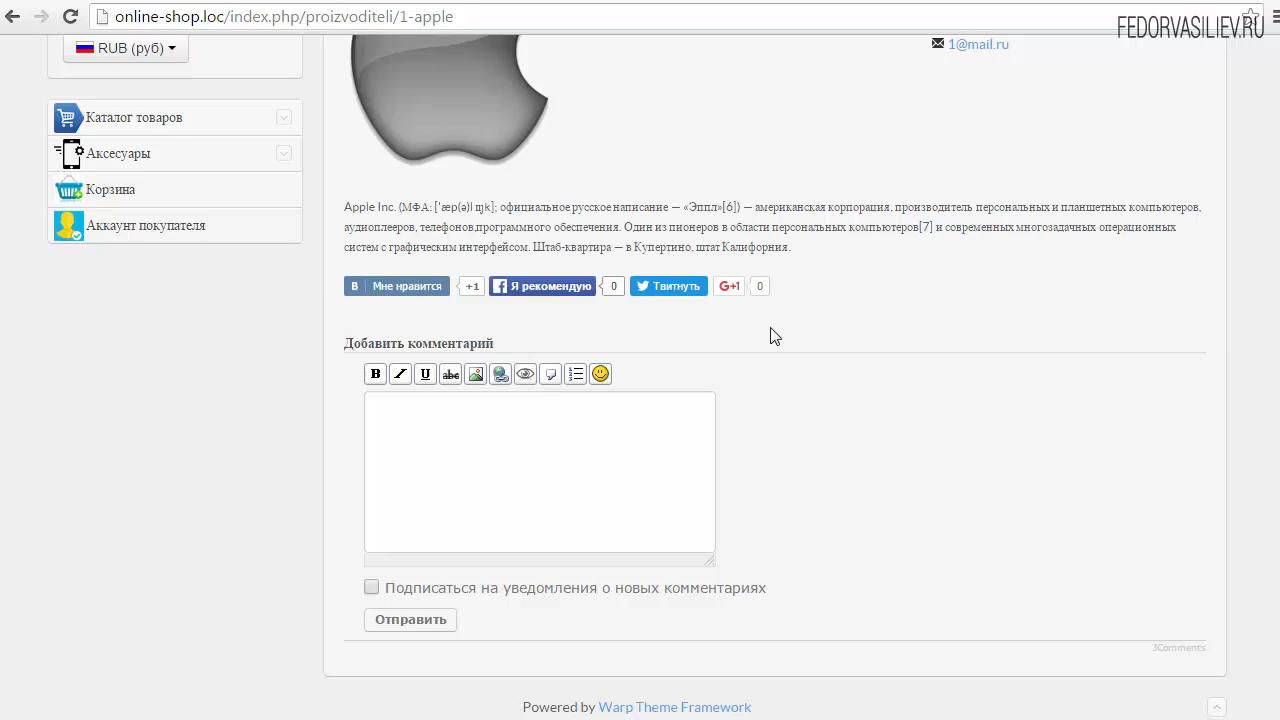 online-shop.loc/index.php/proizvoditeli/1-apple
FEDORVASILIEV.RU
RUB (руб)
1@mail.ru
Каталог товаров
Аксесуары
Корзина
Аккаунт покупателя
Apple Inc. (МФА: ['æp(ə)l ɪŋk]; официальное русское написание — «Эппл»[6]) — американская корпорация, производитель персональных и планшетных компьютеров,
аудиоплееров, телефонов,программного обеспечения. Один из пионеров в области персональных компьютеров[7] и современных многозадачных операционных
систем с графическим интерфейсом. Штаб-квартира — в Купертино, штат Калифорния.
B Мне нравится +1 f Я рекомендую 0 Твитнуть G+1 0
Добавить комментарий
B I U abc
Подписаться на уведомления о новых комментариях
Отправить
JComments
Powered by Warp Theme Framework